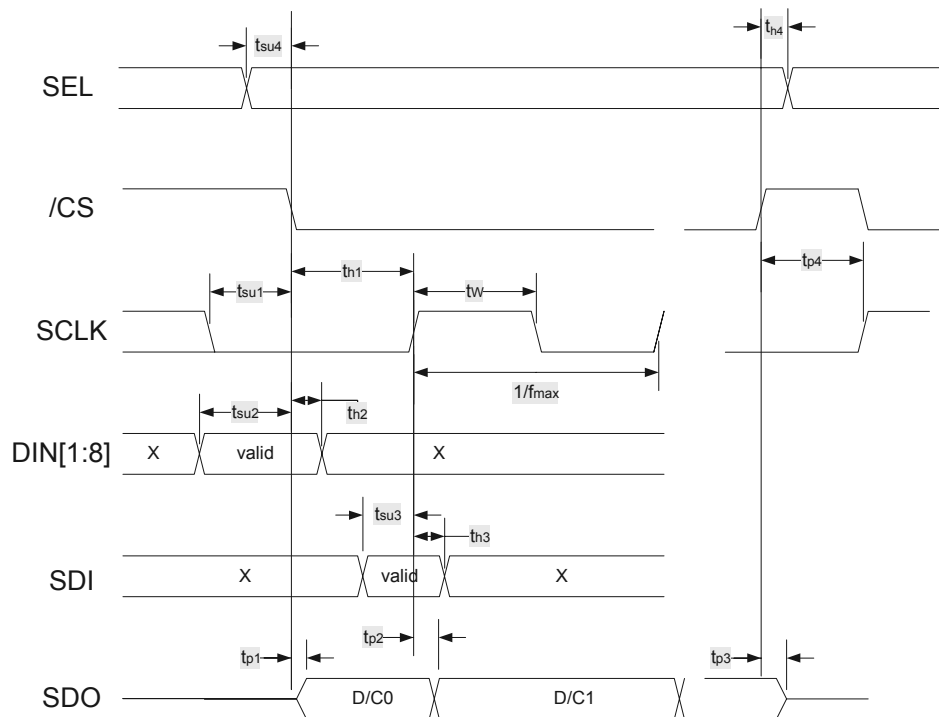 tsu4
th4
SEL
/CS
th1
tp4
tsu1
tw
SCLK
1/fmax
tsu2
th2
DIN[1:8]
X
valid
X
tsu3
th3
SDI
X
valid
X
tp1
tp2
tp3
SDO
D/C0
D/C1